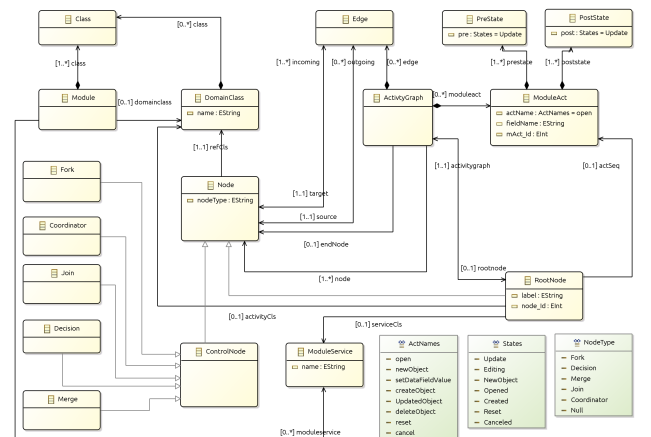 Class
[0..*] class
Edge
PreState
pre : States = Update
PostState
post : States = Update
[1..*] class
[1..*] incoming
[0..*] outgoing
[0..*] edge
[1..*] prestate
[1..*] poststate
Module
[0..1] domainclass
DomainClass
name : EString
ActivityGraph
[0..*] moduleact
ModuleAct
actName : ActNames = open
fieldName : EString
mAct_Id : EInt
[1..1] refCls
[1..1] activitygraph
[0..*] actSeq
Fork
Node
nodeType : EString
[1..1] target
[1..1] source
Coordinator
[0..1] endNode
Join
[1..*] node
[0..1] rootnode
RootNode
label : EString
node_Id : EInt
[0..1] activityCls
[0..1] serviceCls
Decision
ControlNode
ModuleService
name : EString
Merge
[0..*] moduleservice
ActNames
open
newObject
setDataFieldValue
createObject
UpdatedObject
deleteObject
reset
cancel
States
Update
Editing
NewObject
Opened
Created
Reset
Canceled
NodeType
Fork
Decision
Merge
Join
Coordinator
Null